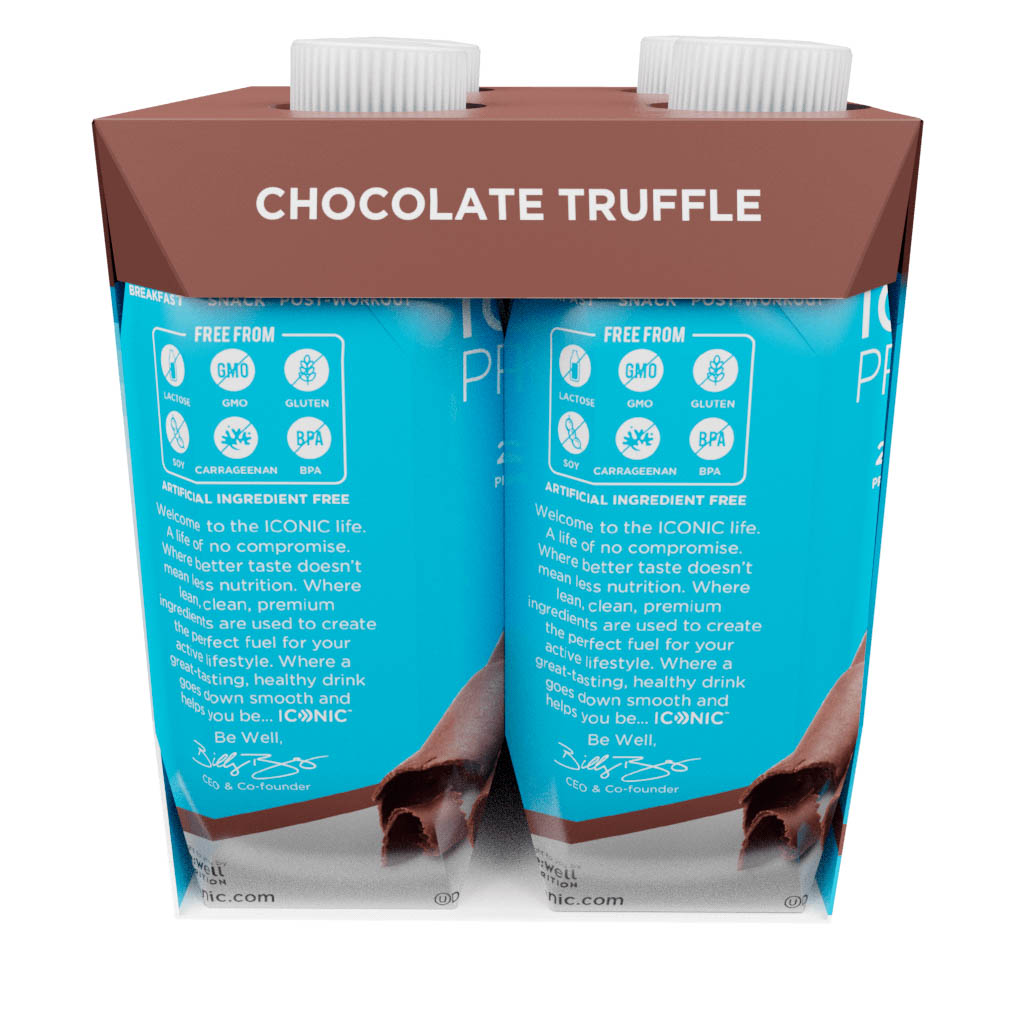 CHOCOLATE TRUFFLE
BREAKFAST SNACK POST-WORKOUT
FREE FROM
GMO
LACTOSE GMO GLUTEN
BPA
SOY CARRAGEENAN BPA
ARTIFICIAL INGREDIENT FREE
Welcome to the ICONIC life.
A life of no compromise.
Where better taste doesn't
mean less nutrition. Where
lean, clean, premium
ingredients are used to create
the perfect fuel for your
active lifestyle. Where a
great-tasting, healthy drink
goes down smooth and
helps you be... ICONIC™
Be Well,
CEO & Co-founder
nic.com
SNACK POST-WORKOUT
FREE FROM
GMO
LACTOSE GMO GLUTEN
BPA
SOY CARRAGEENAN BPA
ARTIFICIAL INGREDIENT FREE
Welcome to the ICONIC life.
A life of no compromise.
Where better taste doesn't
mean less nutrition. Where
lean, clean, premium
ingredients are used to create
the perfect fuel for your
active lifestyle. Where a
great-tasting, healthy drink
goes down smooth and
helps you be... ICONIC™
Be Well,
CEO & Co-founder
nic.com